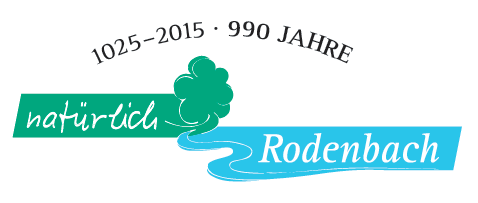 1025–2015 · 990 JAHRE
natürlich
Rodenbach